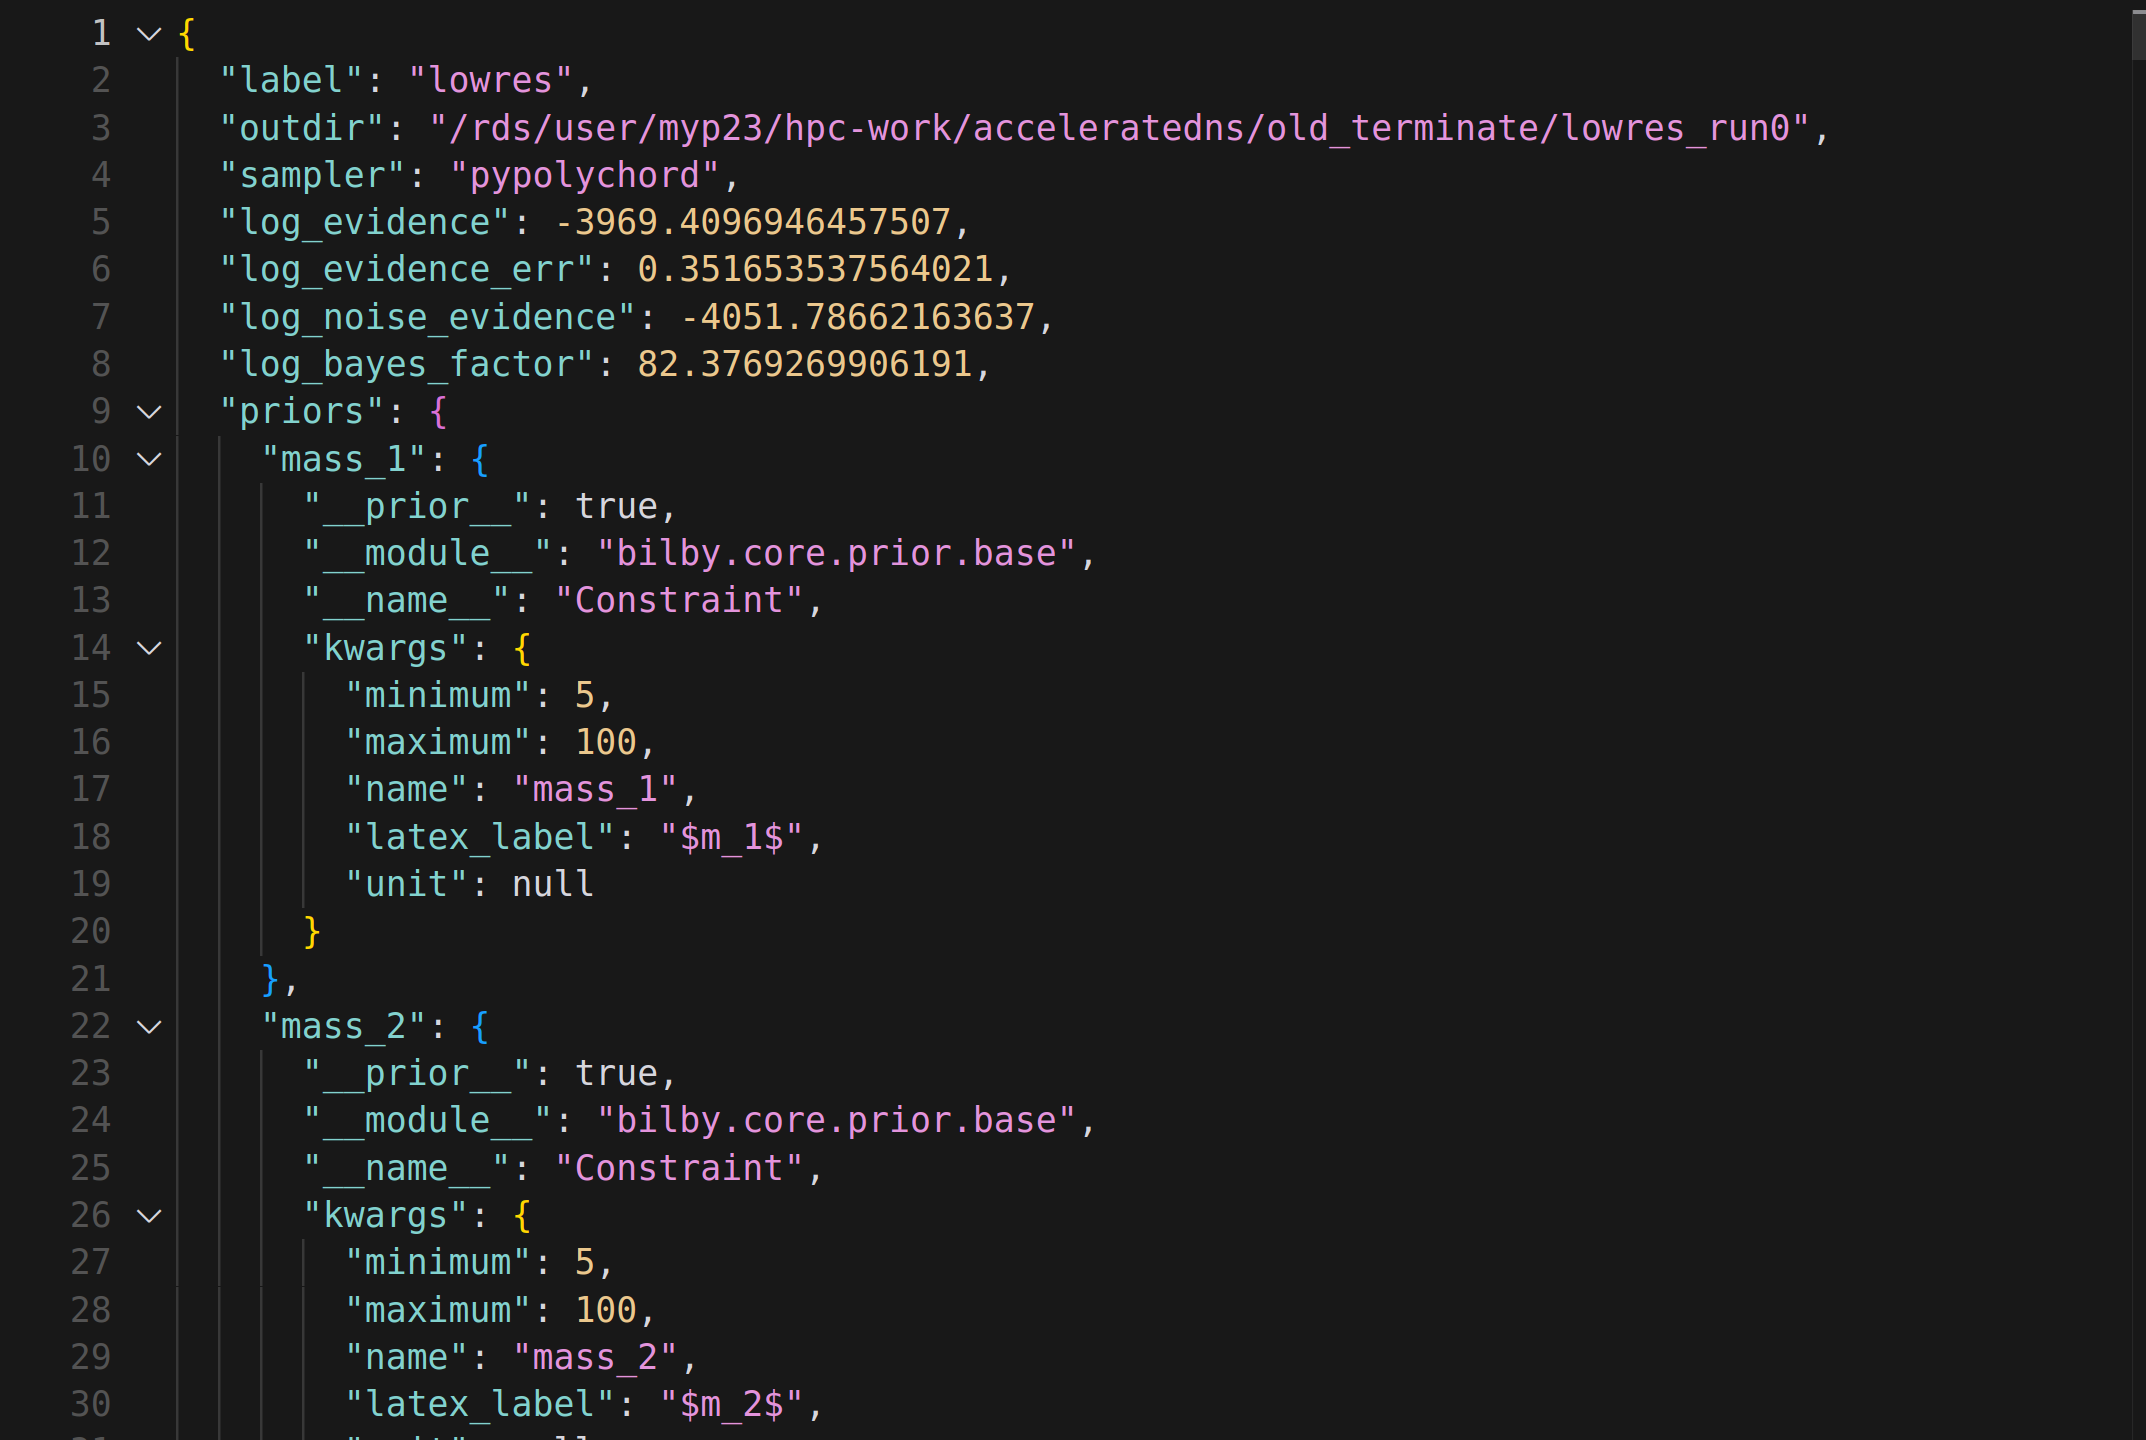 1 {
2 "label": "lowres",
3 "outdir": "/rds/user/myp23/hpc-work/acceleratedns/old_terminate/lowres_run0",
4 "sampler": "pypolychord",
5 "log_evidence": -3969.4096946457507,
6 "log_evidence_err": 0.351653537564021,
7 "log_noise_evidence": -4051.78662163637,
8 "log_bayes_factor": 82.3769269906191,
9 "priors": {
10 "mass_1": {
11 "__prior__": true,
12 "__module__": "bilby.core.prior.base",
13 "__name__": "Constraint",
14 "kwargs": {
15 "minimum": 5,
16 "maximum": 100,
17 "name": "mass_1",
18 "latex_label": "$m_1$",
19 "unit": null
20 }
21 },
22 "mass_2": {
23 "__prior__": true,
24 "__module__": "bilby.core.prior.base",
25 "__name__": "Constraint",
26 "kwargs": {
27 "minimum": 5,
28 "maximum": 100,
29 "name": "mass_2",
30 "latex_label": "$m_2$",